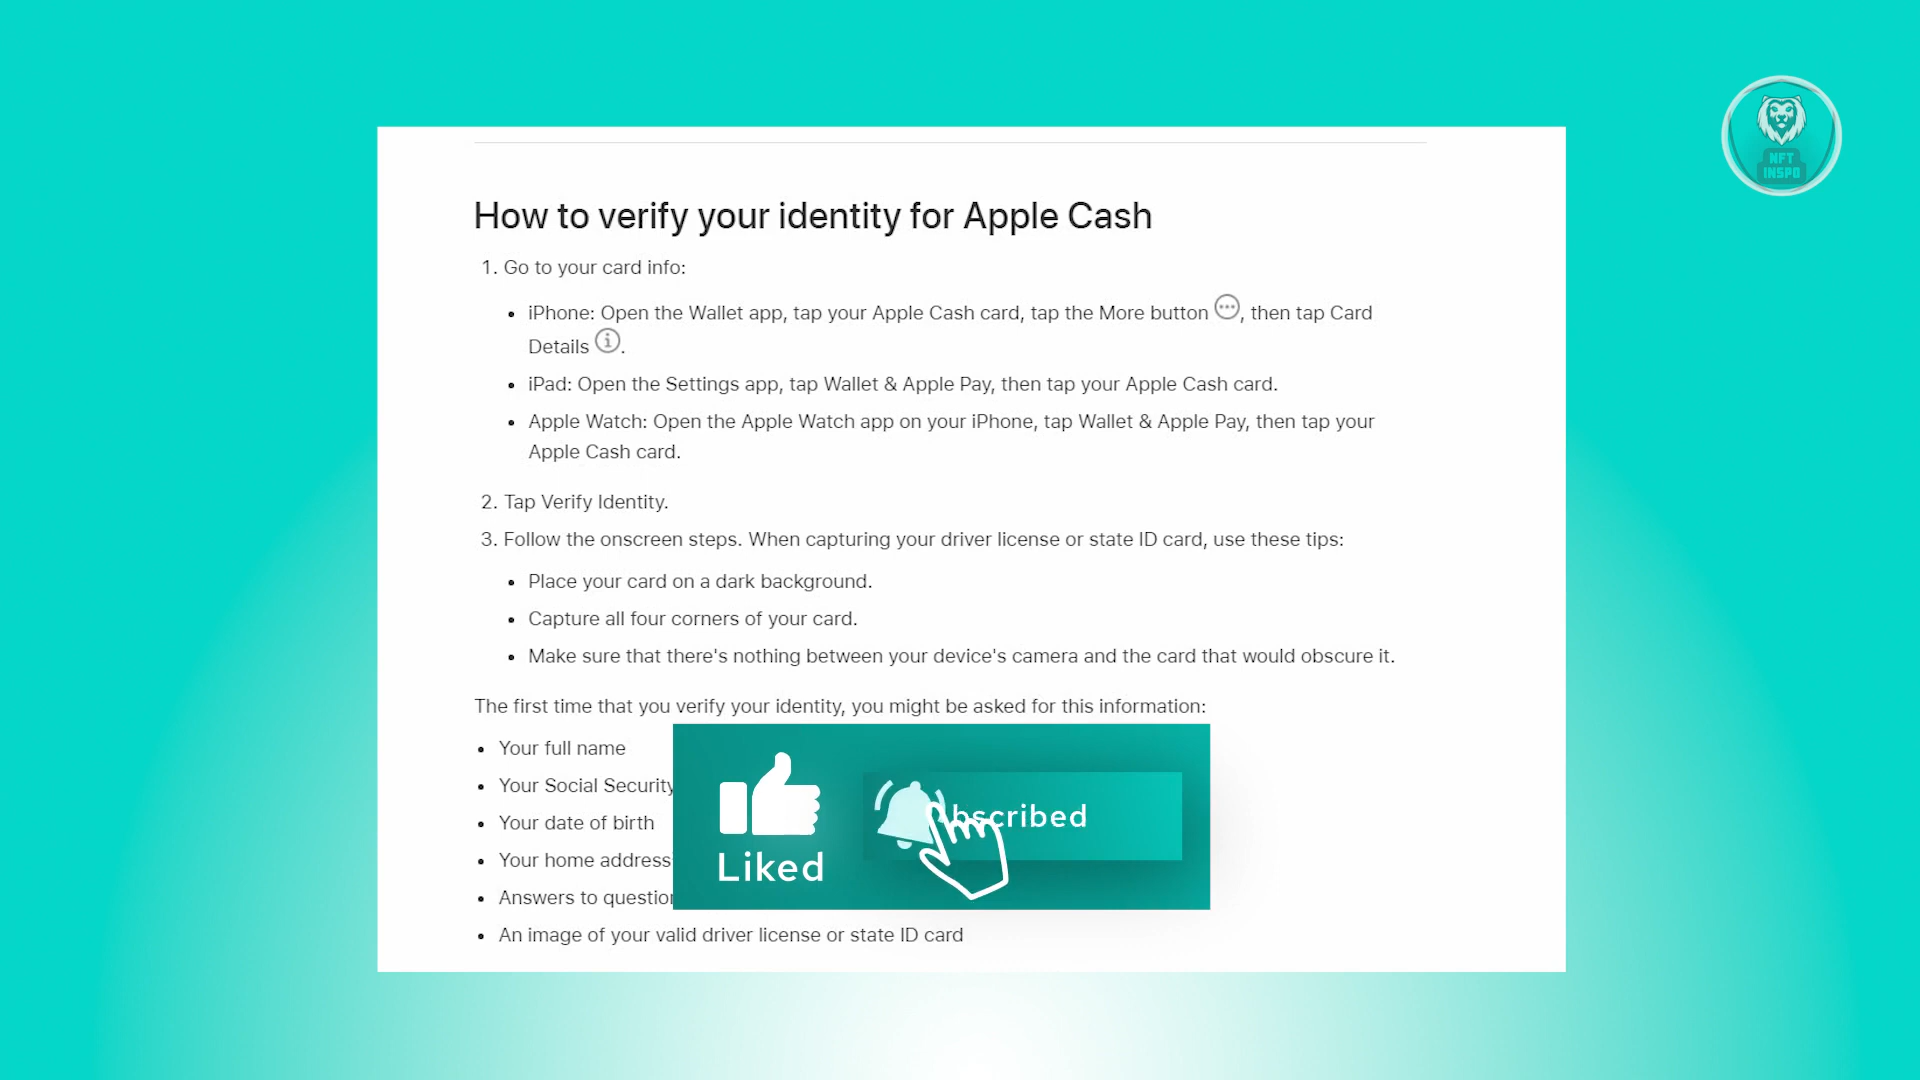 NFT
INSPO
How to verify your identity for Apple Cash
1. Go to your card info:
• iPhone: Open the Wallet app, tap your Apple Cash card, tap the More button, then tap Card
Details.
• iPad: Open the Settings app, tap Wallet & Apple Pay, then tap your Apple Cash card.
• Apple Watch: Open the Apple Watch app on your iPhone, tap Wallet & Apple Pay, then tap your
Apple Cash card.
2. Tap Verify Identity.
3. Follow the onscreen steps. When capturing your driver license or state ID card, use these tips:
• Place your card on a dark background.
• Capture all four corners of your card.
• Make sure that there's nothing between your device's camera and the card that would obscure it.
The first time that you verify your identity, you might be asked for this information:
• Your full name
• Your Social Security
• Your date of birth
• Your home address
• Answers to
• An image of your valid driver license or state ID card
Liked